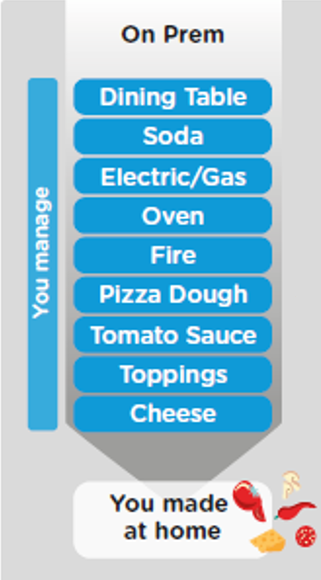 On Prem
You manage
Dining Table
Soda
Electric/Gas
Oven
Fire
Pizza Dough
Tomato Sauce
Toppings
Cheese
You made
at home